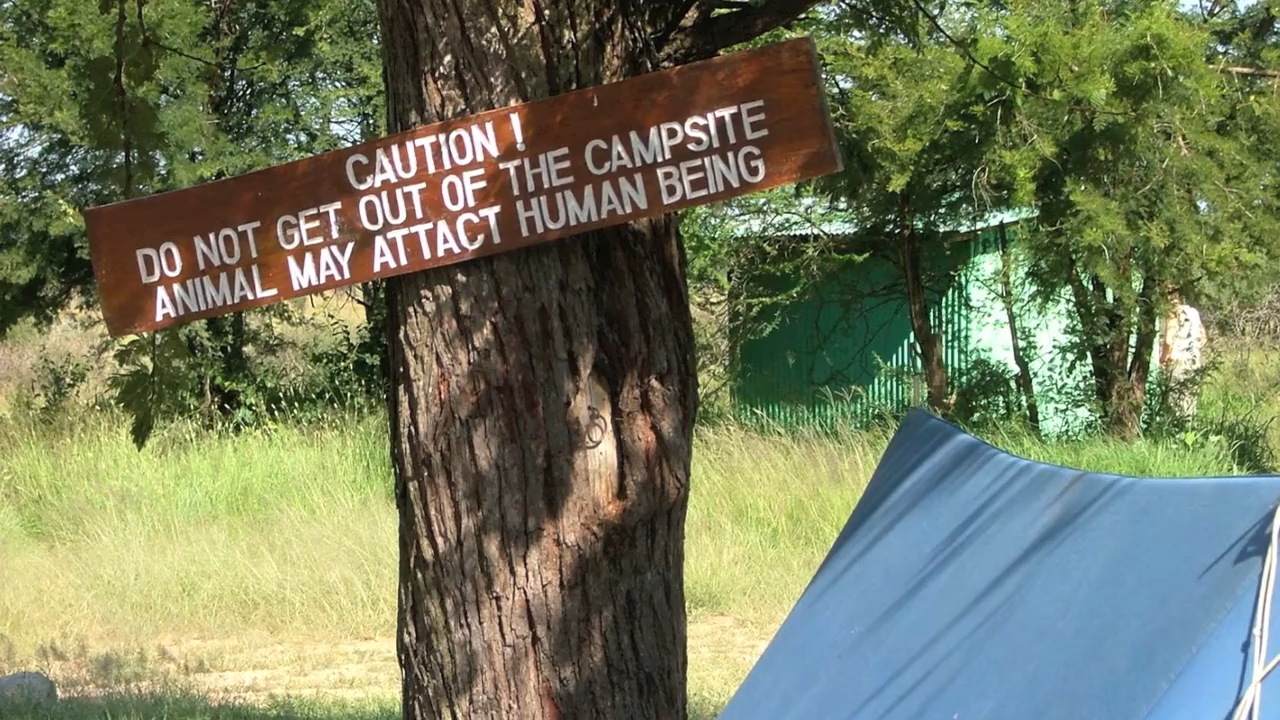 CAUTION !
DO NOT GET OUT OF THE CAMPSITE
ANIMAL MAY ATTACT HUMAN BEING